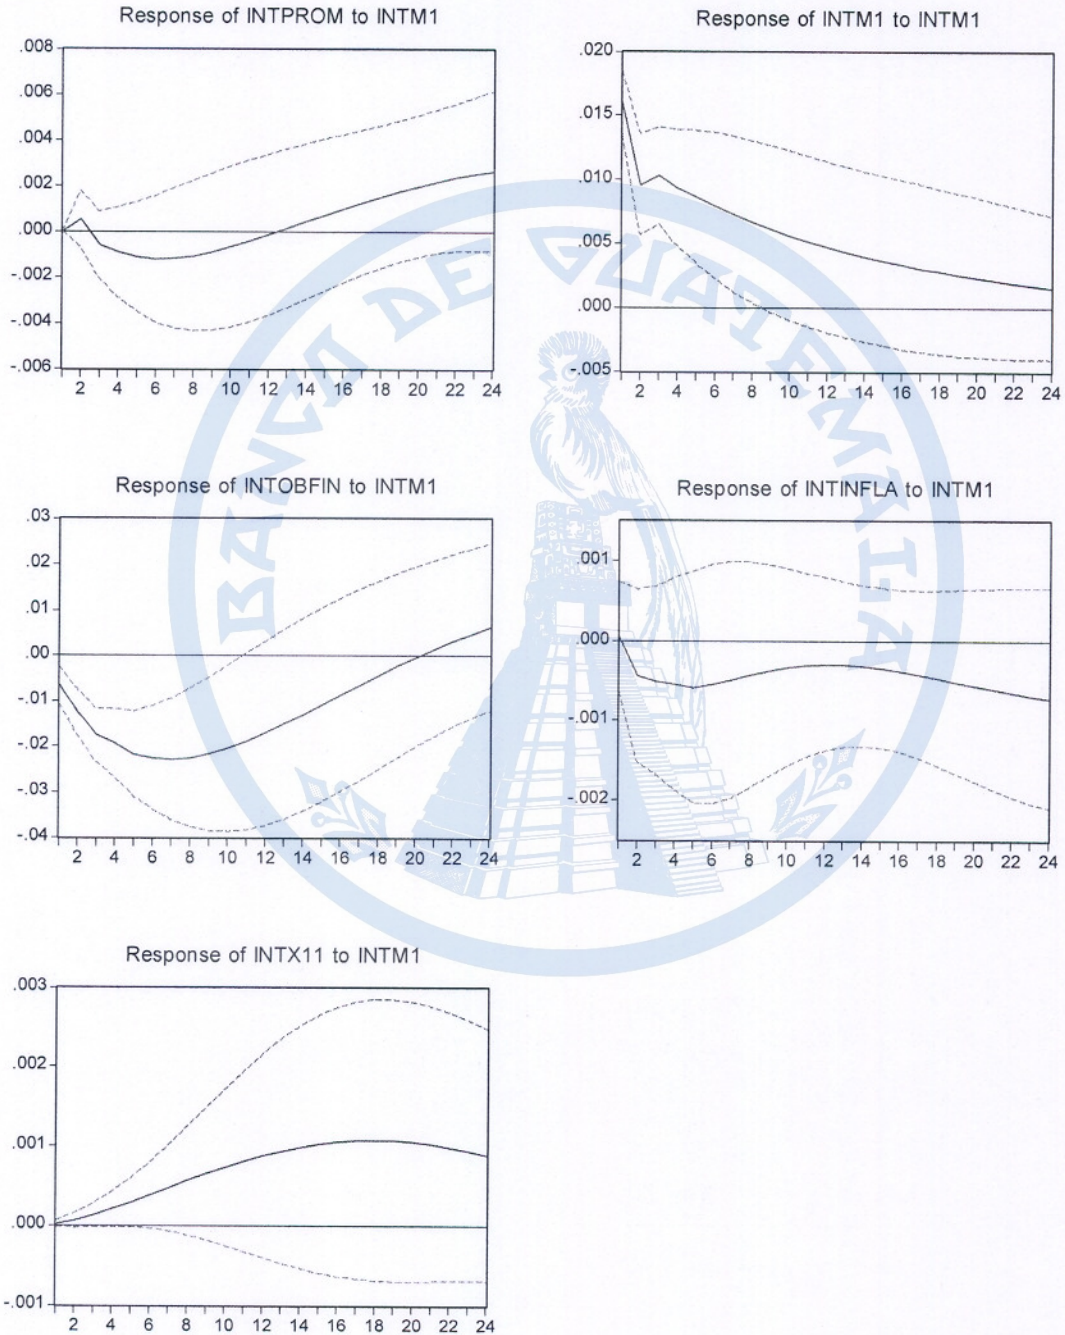 Response of INTPROM to INTM1
.008
.006
.004
.002
.000
-.002
-.004
-.006
2 4 6 8 10 12 14 16 18 20 22 24
Response of INTM1 to INTM1
.020
.015
.010
.005
.000
-.005
2 4 6 8 10 12 14 16 18 20 22 24
BANCA DE GUATEMALA
Response of INTOBFIN to INTM1
.03
.02
.01
.00
-.01
-.02
-.03
-.04
2 4 6 8 10 12 14 16 18 20 22 24
Response of INTINFLA to INTM1
.001
.000
-.001
-.002
2 4 6 8 10 12 14 16 18 20 22 24
Response of INTX11 to INTM1
.003
.002
.001
.000
-.001
2 4 6 8 10 12 14 16 18 20 22 24